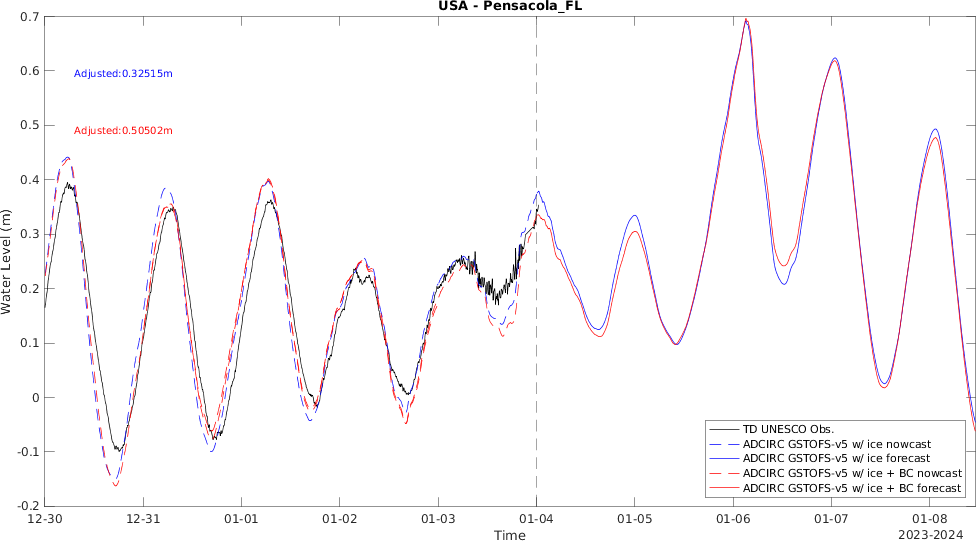 USA - Pensacola_FL
0.7
0.6
0.5
0.4
0.3
0.2
0.1
0
-0.1
-0.2
Water Level (m)
Adjusted:0.32515m
Adjusted:0.50502m
TD UNESCO Obs.
ADCIRC GSTOFS-v5 w/ ice nowcast
ADCIRC GSTOFS-v5 w/ ice forecast
ADCIRC GSTOFS-v5 w/ ice + BC nowcast
ADCIRC GSTOFS-v5 w/ ice + BC forecast
12-30 12-31 01-01 01-02 01-03 01-04 01-05 01-06 01-07 01-08
Time
2023-2024